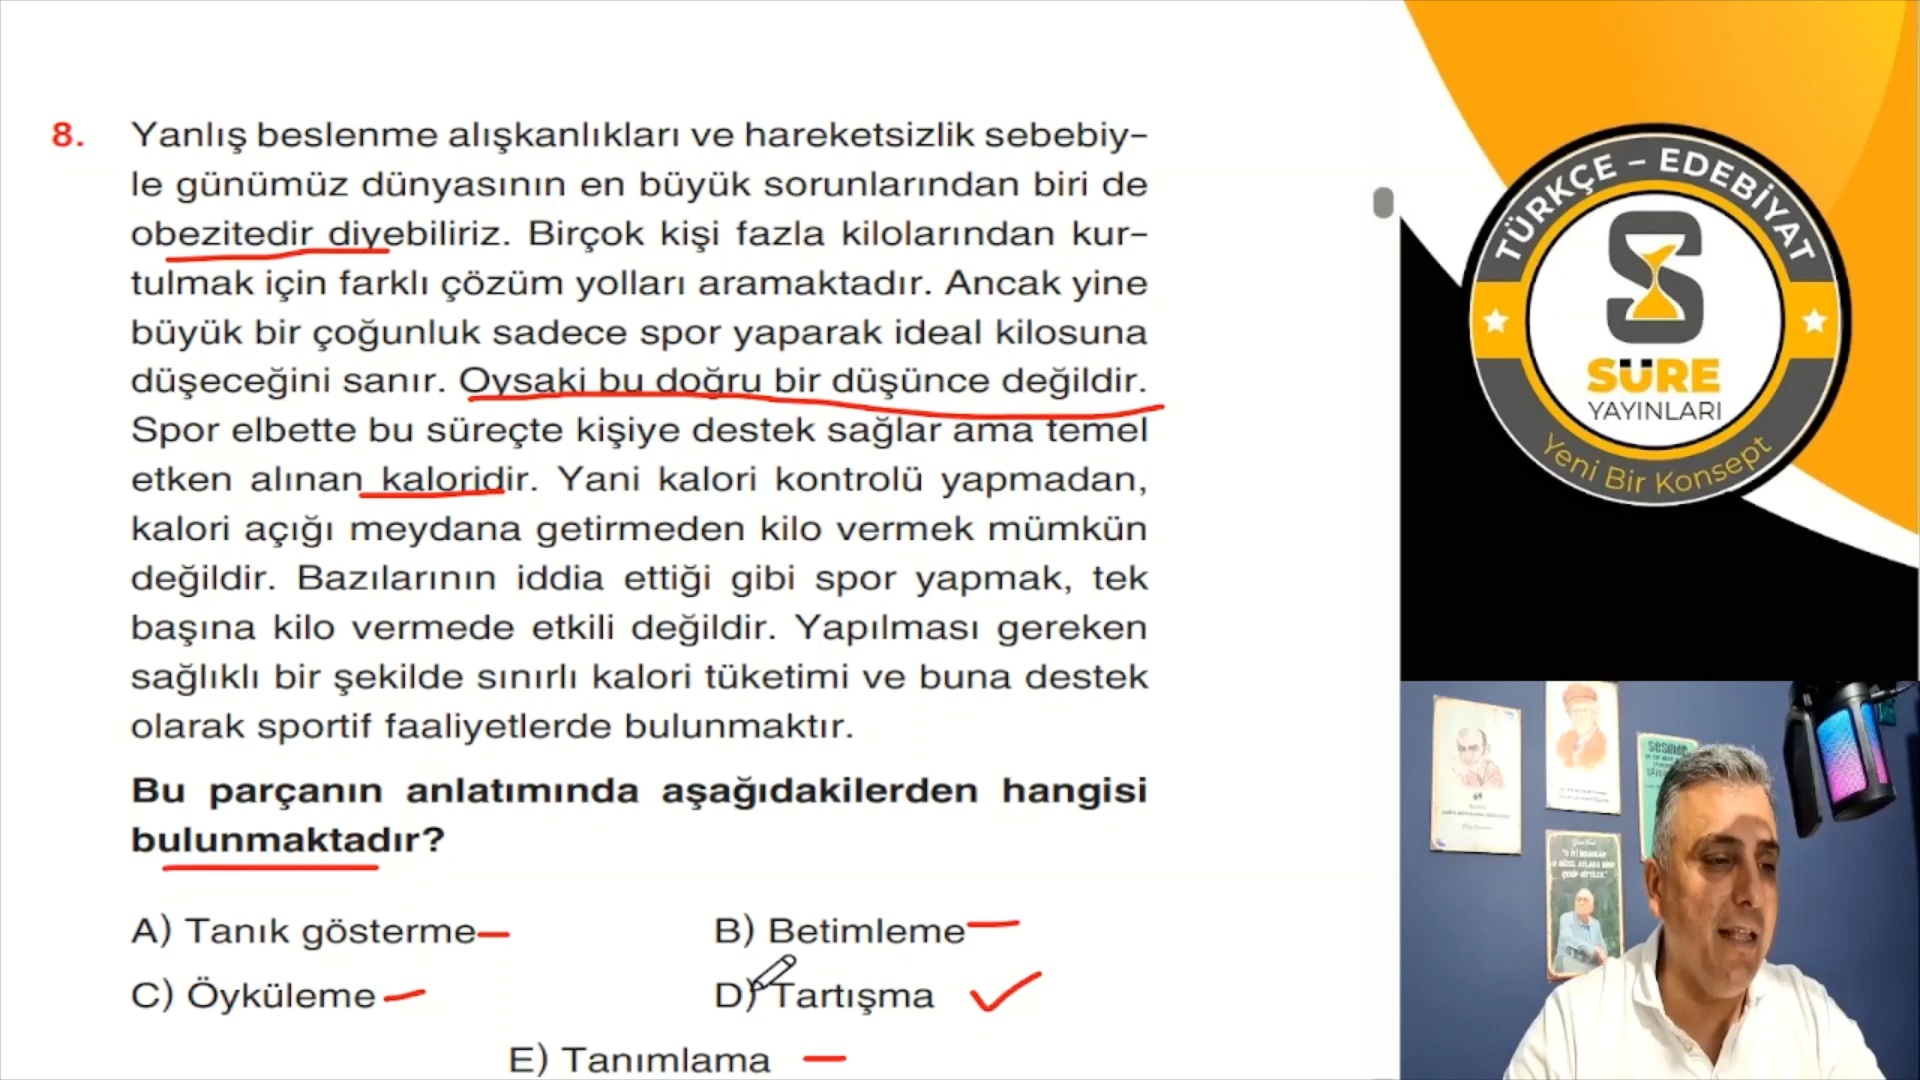 8. Yanlış beslenme alışkanlıkları ve hareketsizlik sebebiy-
le günümüz dünyasının en büyük sorunlarından biri de
obezitedir diyebiliriz. Birçok kişi fazla kilolarından kur-
tulmak için farklı çözüm yolları aramaktadır. Ancak yine
büyük bir çoğunluk sadece spor yaparak ideal kilosuna
düşeceğini sanır. Oysaki bu doğru bir düşünce değildir.
Spor elbette bu süreçte kişiye destek sağlar ama temel
etken alınan kaloridir. Yani kalori kontrolü yapmadan,
kalori açığı meydana getirmeden kilo vermek mümkün
değildir. Bazılarının iddia ettiği gibi spor yapmak, tek
başına kilo vermede etkili değildir. Yapılması gereken
sağlıklı bir şekilde sınırlı kalori tüketimi ve buna destek
olarak sportif faaliyetlerde bulunmaktır.
Bu parçanın anlatımında aşağıdakilerden hangisi
bulunmaktadır?
A) Tanık gösterme
B) Betimleme
C) Öyküleme
D) Tartışma
E) Tanımlama
TÜRKÇE – EDEBİYAT
SÜRE
YAYINLARI
Yeni Bir Konsept